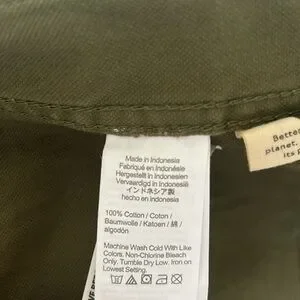 Made in Indonesia
Fabriqué en Indonésie
Hergestellt in Indonesien
Vervaardigd in Indonesië
インドネシア製
hecho en indonesia
100% Cotton / Coton /
Baumwolle / Katoen / 綿 /
algodón
Machine Wash Cold With Like
Colors. Non-Chlorine Bleach
Only. Tumble Dry Low. Iron on
Lowest Setting.
Bette
planet,
its